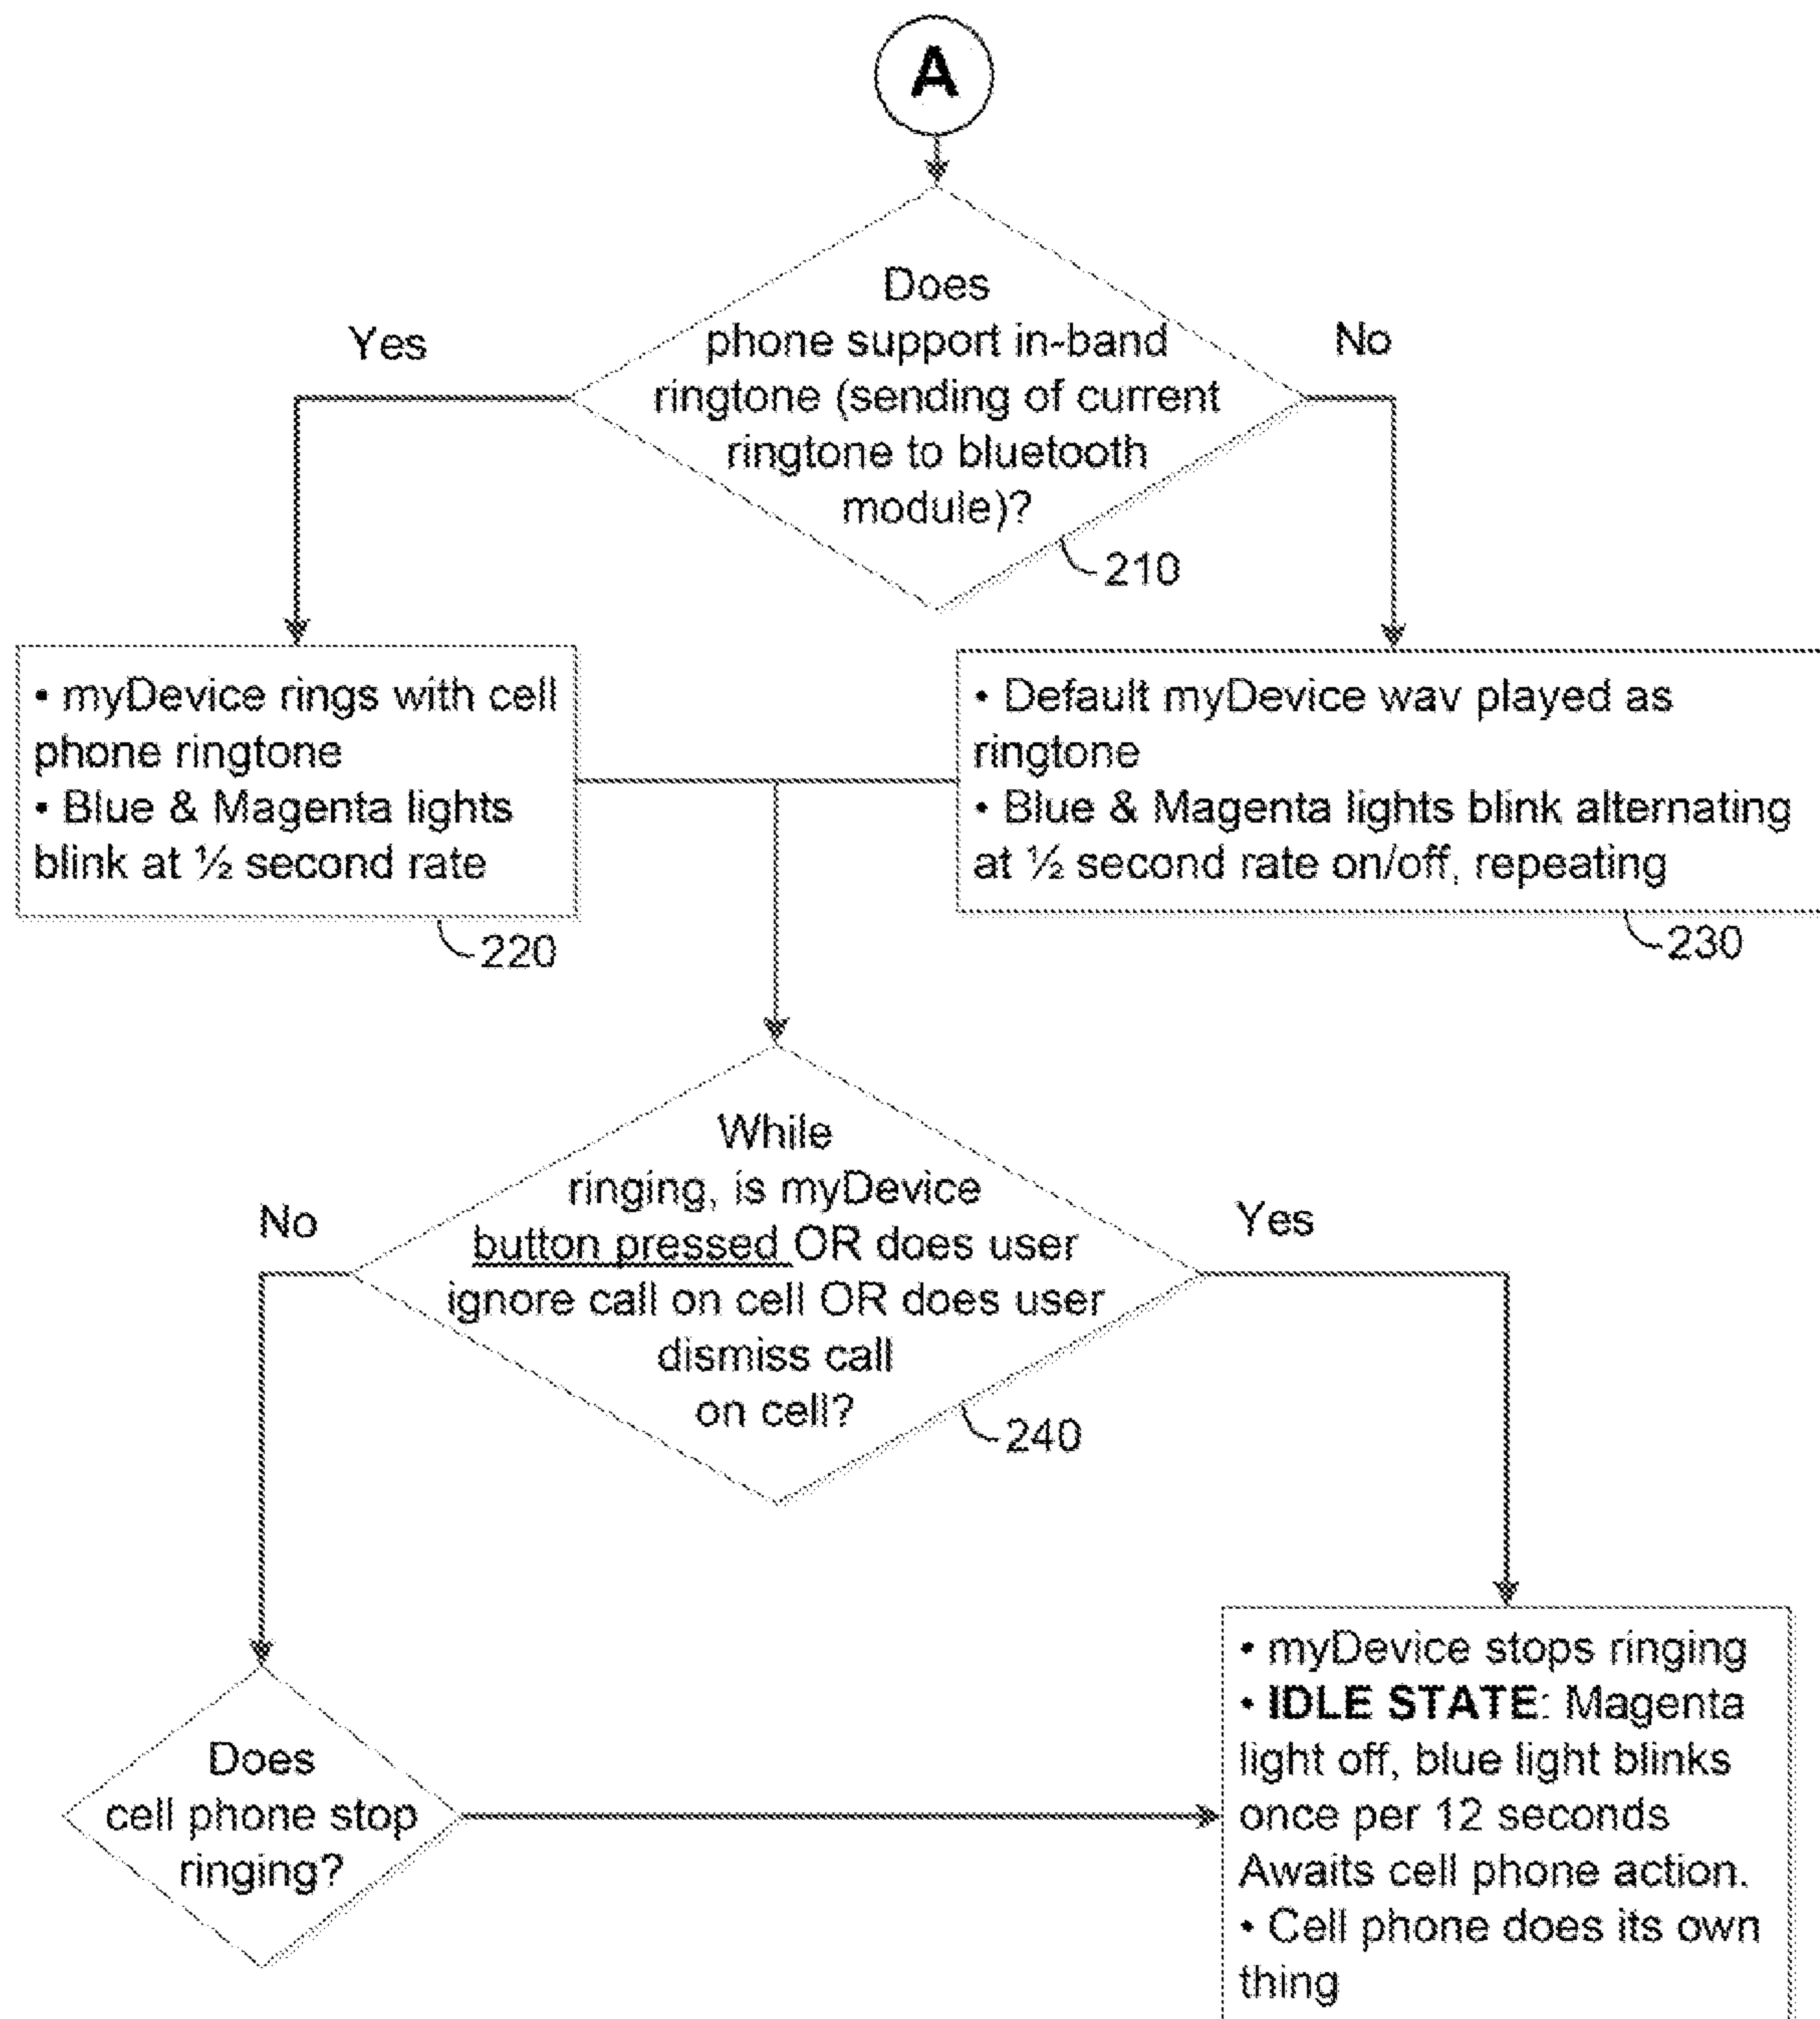 A
Does
phone support in-band
ringtone (sending of current
ringtone to bluetooth
module)?
Yes
No
210
• myDevice rings with cell
phone ringtone
• Blue & Magenta lights
blink at ½ second rate
220
• Default myDevice wav played as
ringtone
• Blue & Magenta lights blink alternating
at ½ second rate on/off, repeating
230
While
ringing, is myDevice
button pressed OR does user
ignore call on cell OR does user
dismiss call
on cell?
No
Yes
240
Does
cell phone stop
ringing?
• myDevice stops ringing
• IDLE STATE: Magenta
light off, blue light blinks
once per 12 seconds
Awaits cell phone action.
• Cell phone does its own
thing